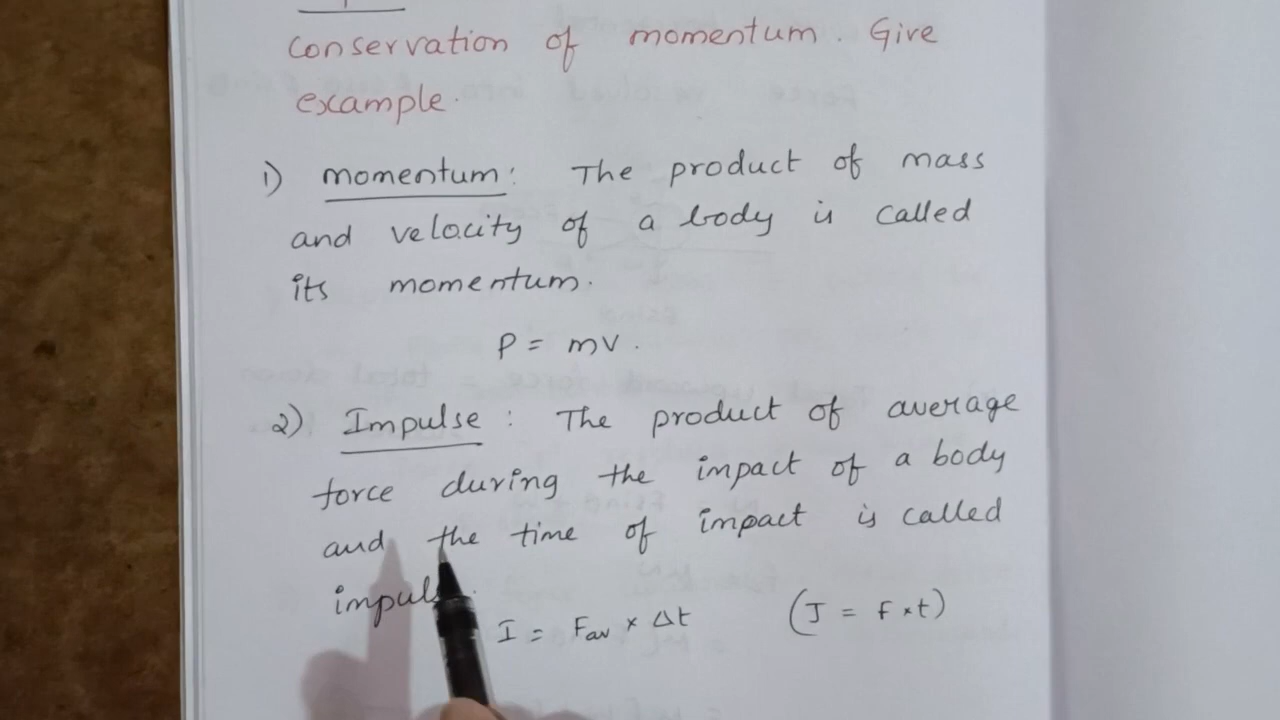 conservation of momentum. Give
example.
1) momentum: The product of mass
and velocity of a body is called
its momentum.
P = mv.
2) Impulse: The product of average
force during the impact of a body
and the time of impact is called
I = Fav × Δt (J = F×t)